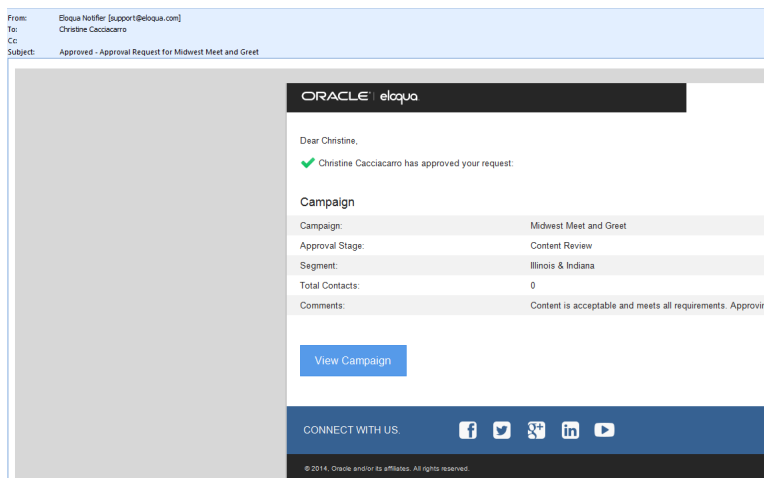 From: Eloqua Notifier [support@eloqua.com]
To: Christine Cacciacarro
Cc:
Subject: Approved - Approval Request for Midwest Meet and Greet
ORACLE | eloqua
Dear Christine,
Christine Cacciacarro has approved your request:
Campaign
Campaign: Midwest Meet and Greet
Approval Stage: Content Review
Segment: Illinois & Indiana
Total Contacts: 0
Comments: Content is acceptable and meets all requirements.
View Campaign
CONNECT WITH US.
© 2014, Oracle and/or its affiliates. All rights reserved.